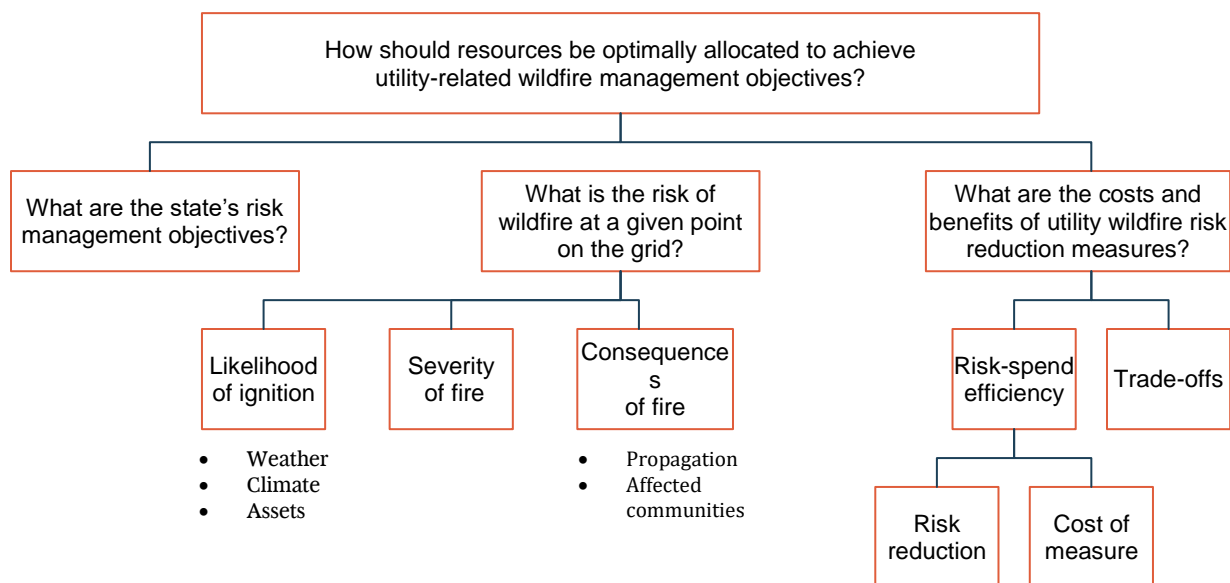 How should resources be optimally allocated to achieve
utility-related wildfire management objectives?
What are the state’s risk
management objectives?
What is the risk of
wildfire at a given point
on the grid?
What are the costs and
benefits of utility wildfire risk
reduction measures?
Likelihood
of ignition
Severity
of fire
Consequence
s
of fire
Risk-spend
efficiency
Trade-offs
• Weather
• Climate
• Assets
• Propagation
• Affected
communities
Risk
reduction
Cost of
measure